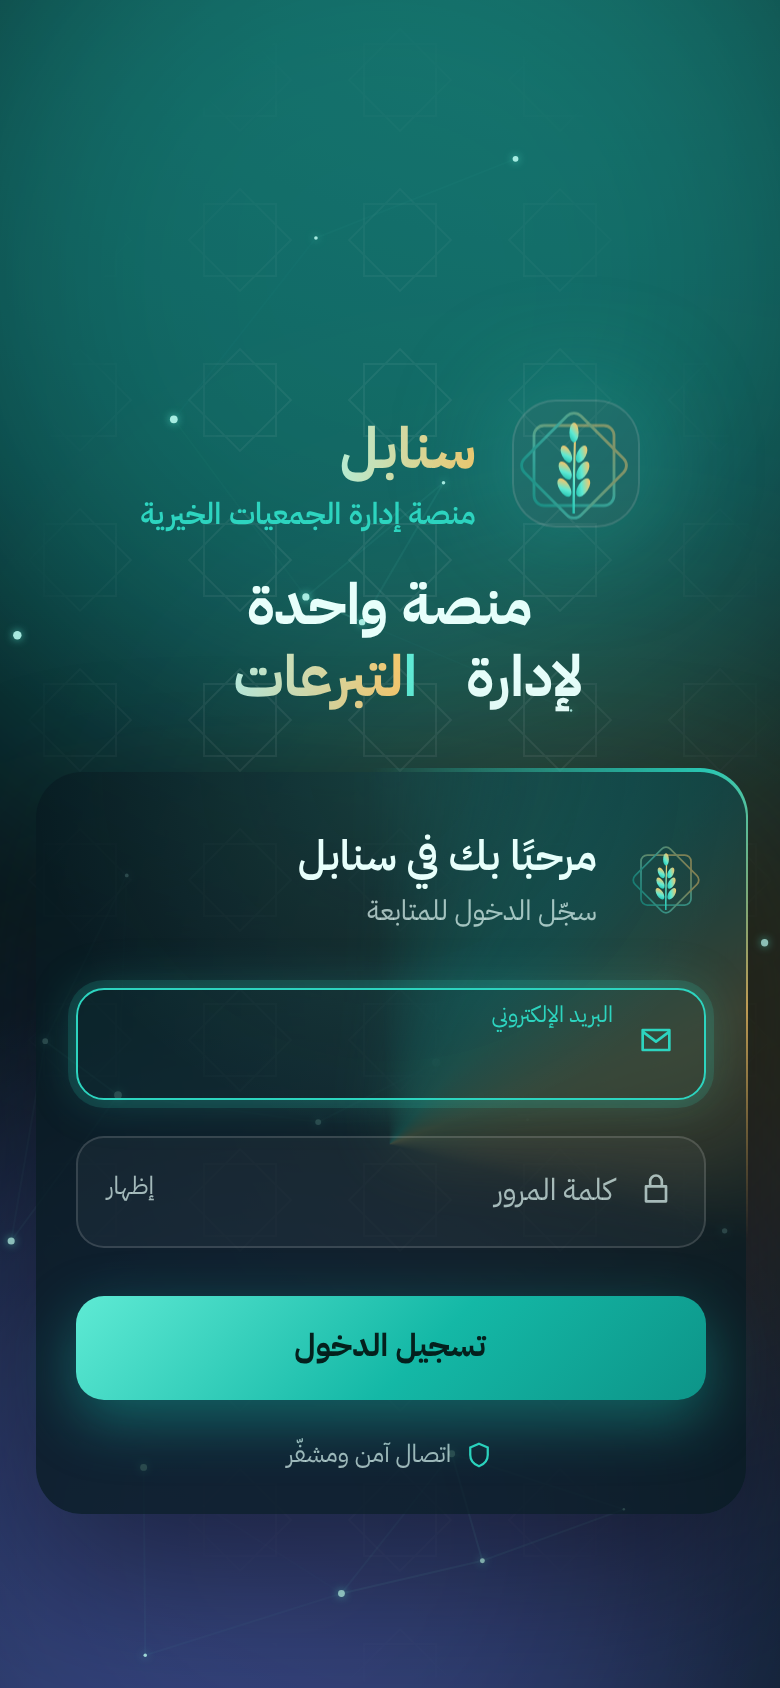 سنابل
منصة إدارة الجمعيات الخيرية
منصة واحدة
لإدارة التبرعات
مرحبًا بك في سنابل
سجّل الدخول للمتابعة
البريد الإلكتروني
كلمة المرور
إظهار
تسجيل الدخول
اتصال آمن ومشفّر